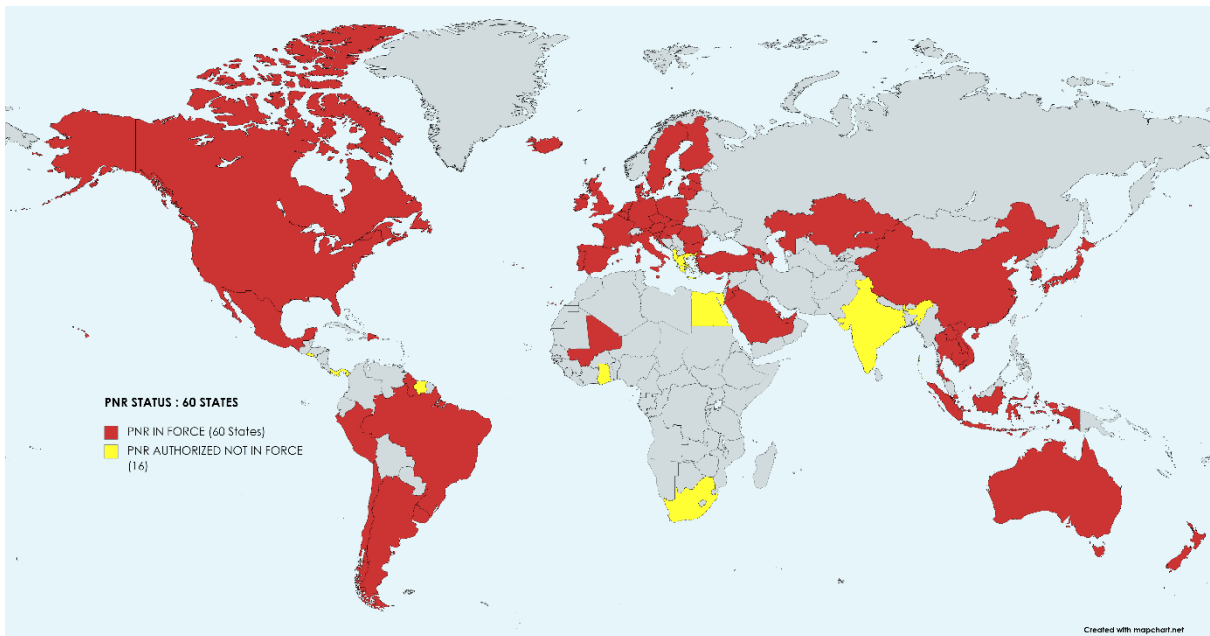 PNR STATUS : 60 STATES
PNR IN FORCE (60 States)
PNR AUTHORIZED NOT IN FORCE
(16)
Created with mapchart.net